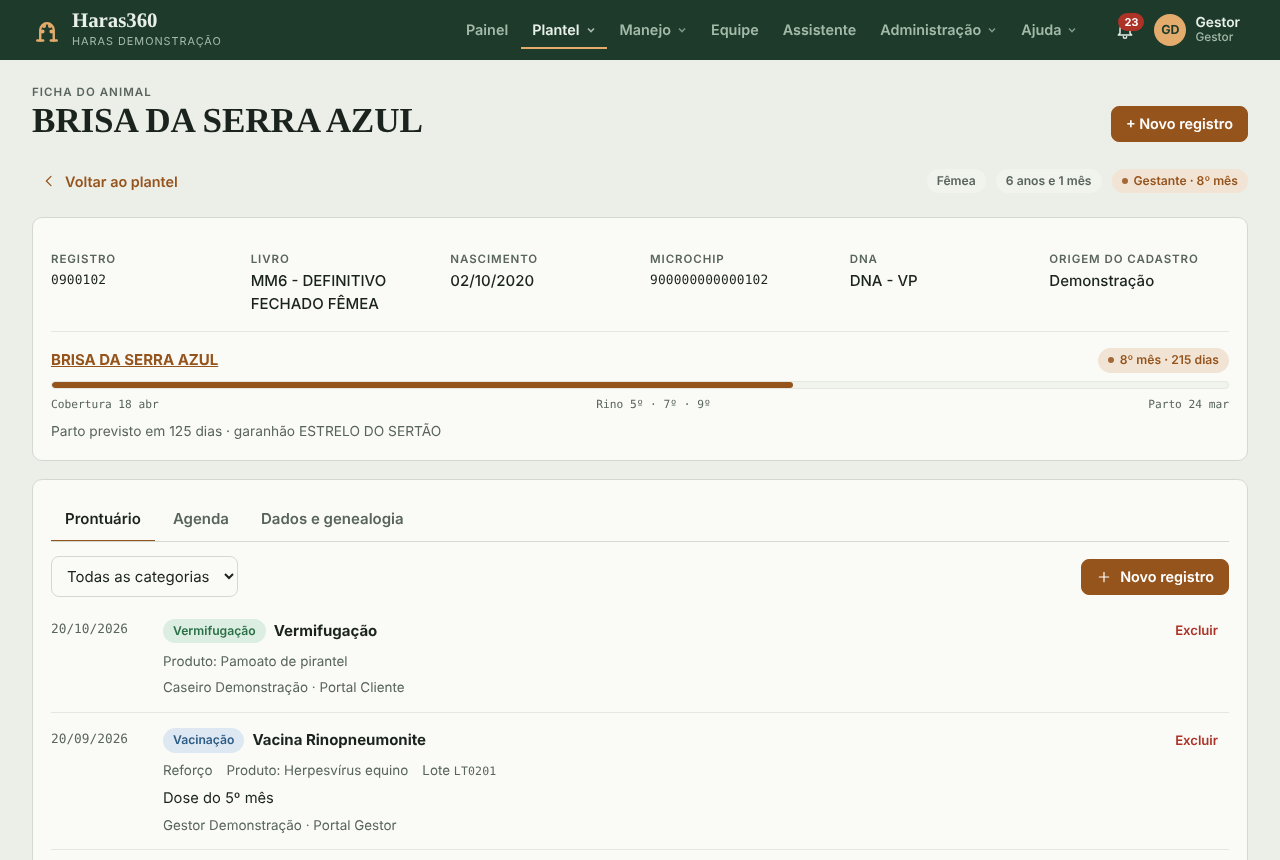 Haras360
HARAS DEMONSTRAÇÃO
Painel
Plantel
Manejo
Equipe
Assistente
Administração
Ajuda
23
GD
Gestor
Gestor
FICHA DO ANIMAL
BRISA DA SERRA AZUL
+ Novo registro
Voltar ao plantel
Fêmea
6 anos e 1 mês
Gestante · 8º mês
REGISTRO
0900102
LIVRO
MM6 - DEFINITIVO
FECHADO FÊMEA
NASCIMENTO
02/10/2020
MICROCHIP
900000000000102
DNA
DNA - VP
ORIGEM DO CADASTRO
Demonstração
BRISA DA SERRA AZUL
8º mês · 215 dias
Cobertura 18 abr
Rino 5º · 7º · 9º
Parto 24 mar
Parto previsto em 125 dias · garanhão ESTRELO DO SERTÃO
Prontuário
Agenda
Dados e genealogia
Todas as categorias
+ Novo registro
20/10/2026
Vermifugação
Vermifugação
Excluir
Produto: Pamoato de pirantel
Caseiro Demonstração · Portal Cliente
20/09/2026
Vacinação
Vacina Rinopneumonite
Excluir
Reforço Produto: Herpesvírus equino Lote LT0201
Dose do 5º mês
Gestor Demonstração · Portal Gestor